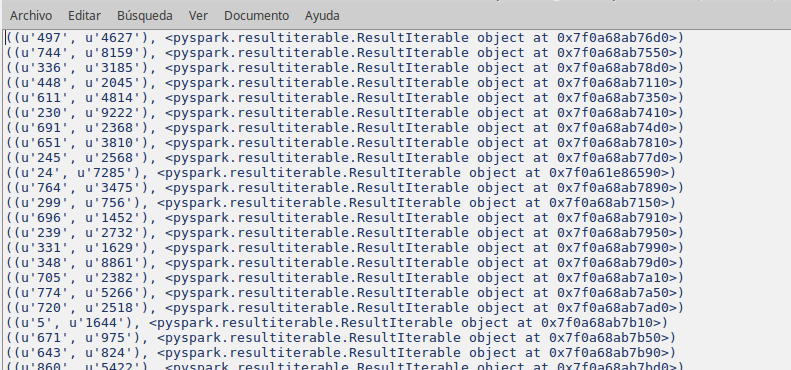 Archivo Editar Búsqueda Ver Documento Ayuda
((u'497', u'4627'), <pyspark.resultiterable.ResultIterable object at 0x7f0a68ab76d0>)
((u'744', u'8159'), <pyspark.resultiterable.ResultIterable object at 0x7f0a68ab7550>)
((u'336', u'3185'), <pyspark.resultiterable.ResultIterable object at 0x7f0a68ab78d0>)
((u'448', u'2045'), <pyspark.resultiterable.ResultIterable object at 0x7f0a68ab7110>)
((u'611', u'4814'), <pyspark.resultiterable.ResultIterable object at 0x7f0a68ab7350>)
((u'230', u'9222'), <pyspark.resultiterable.ResultIterable object at 0x7f0a68ab7410>)
((u'691', u'2368'), <pyspark.resultiterable.ResultIterable object at 0x7f0a68ab74d0>)
((u'651', u'3810'), <pyspark.resultiterable.ResultIterable object at 0x7f0a68ab7810>)
((u'245', u'2568'), <pyspark.resultiterable.ResultIterable object at 0x7f0a68ab77d0>)
((u'24', u'7285'), <pyspark.resultiterable.ResultIterable object at 0x7f0a61e86590>)
((u'764', u'3475'), <pyspark.resultiterable.ResultIterable object at 0x7f0a68ab7890>)
((u'299', u'756'), <pyspark.resultiterable.ResultIterable object at 0x7f0a68ab7150>)
((u'696', u'1452'), <pyspark.resultiterable.ResultIterable object at 0x7f0a68ab7910>)
((u'239', u'2732'), <pyspark.resultiterable.ResultIterable object at 0x7f0a68ab7950>)
((u'331', u'1629'), <pyspark.resultiterable.ResultIterable object at 0x7f0a68ab7990>)
((u'348', u'8861'), <pyspark.resultiterable.ResultIterable object at 0x7f0a68ab79d0>)
((u'705', u'2382'), <pyspark.resultiterable.ResultIterable object at 0x7f0a68ab7a10>)
((u'774', u'5266'), <pyspark.resultiterable.ResultIterable object at 0x7f0a68ab7a50>)
((u'720', u'2518'), <pyspark.resultiterable.ResultIterable object at 0x7f0a68ab7ad0>)
((u'5', u'1644'), <pyspark.resultiterable.ResultIterable object at 0x7f0a68ab7b10>)
((u'671', u'975'), <pyspark.resultiterable.ResultIterable object at 0x7f0a68ab7b50>)
((u'643', u'824'), <pyspark.resultiterable.ResultIterable object at 0x7f0a68ab7b90>)
((u'860', u'5422'), <pyspark.resultiterable.ResultIterable object at 0x7f0a68ab7bd0>)